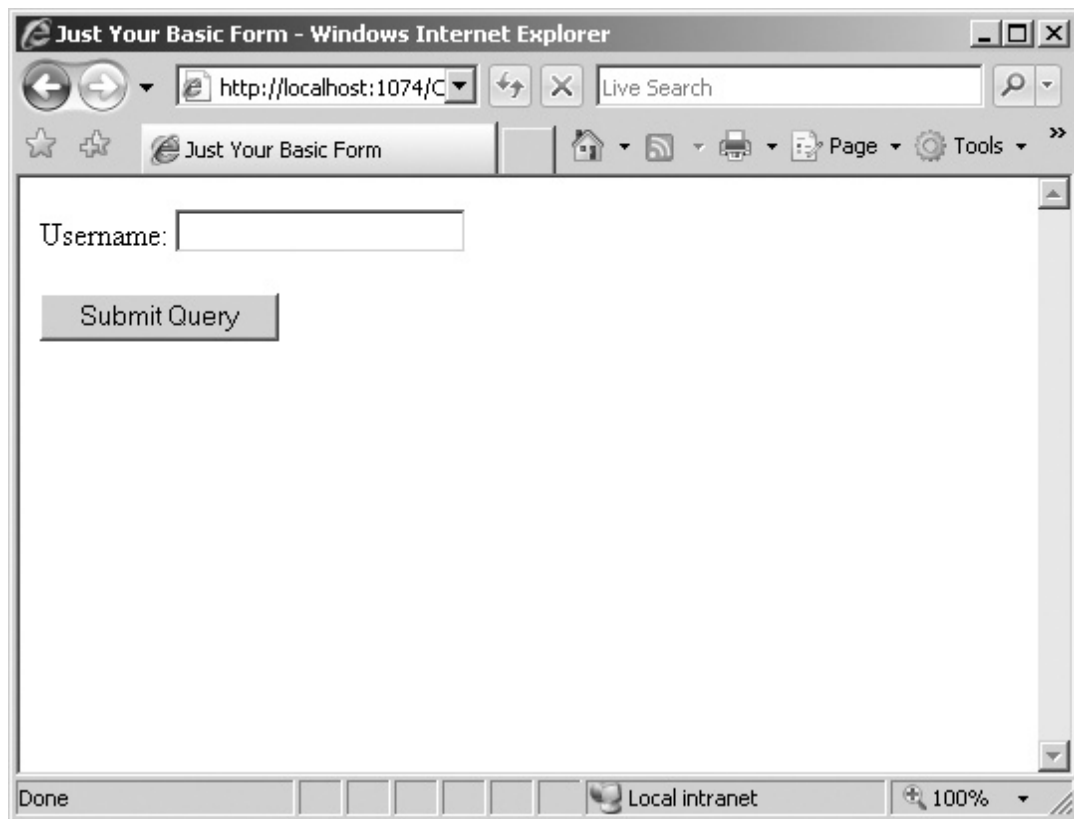 Just Your Basic Form - Windows Internet Explorer
http://localhost:1074/C
Live Search
Just Your Basic Form
Page
Tools
»
Username:
Submit Query
Done
Local intranet
100%